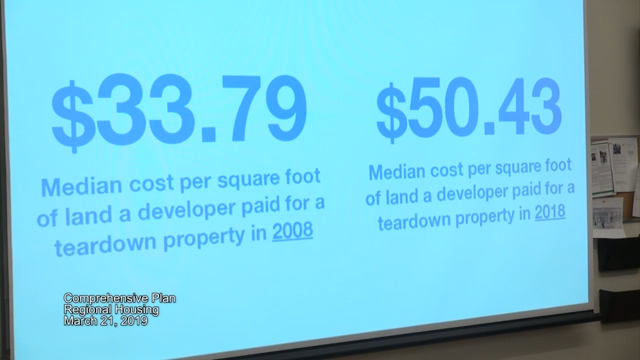 $33.79
Median cost per square foot
of land a developer paid for a
teardown property in 2008
$50.43
Median cost per square foot
of land a developer paid for a
teardown property in 2018
Comprehensive Plan
Regional Housing
March 21, 2019